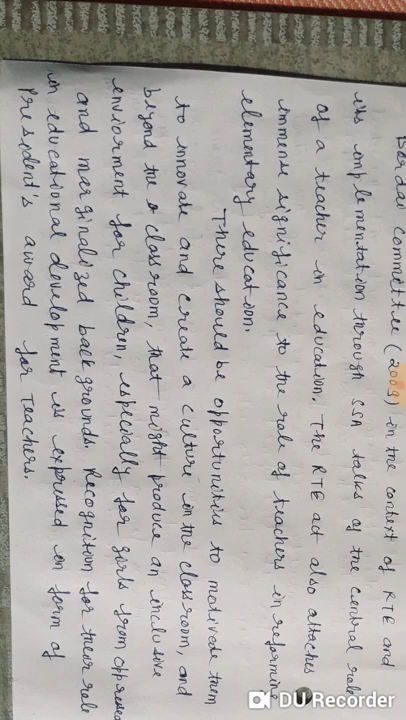 Bordai committee (2009) in the context of RTE and
its implementation through SSA talks of the central role
of a teacher in education. The RTE act also attaches
immense significance to the role of teachers in reforming
elementary education.
There should be opportunities to motivate them
to innovate and create a culture in the classroom, and
beyond the classroom, that might produce an inclusive
enviorment for children, especially for girls from oppressed
and marginalized backgrounds. Recognition for their role
in educational development is expressed in form of
President's award for Teachers.
DU Recorder